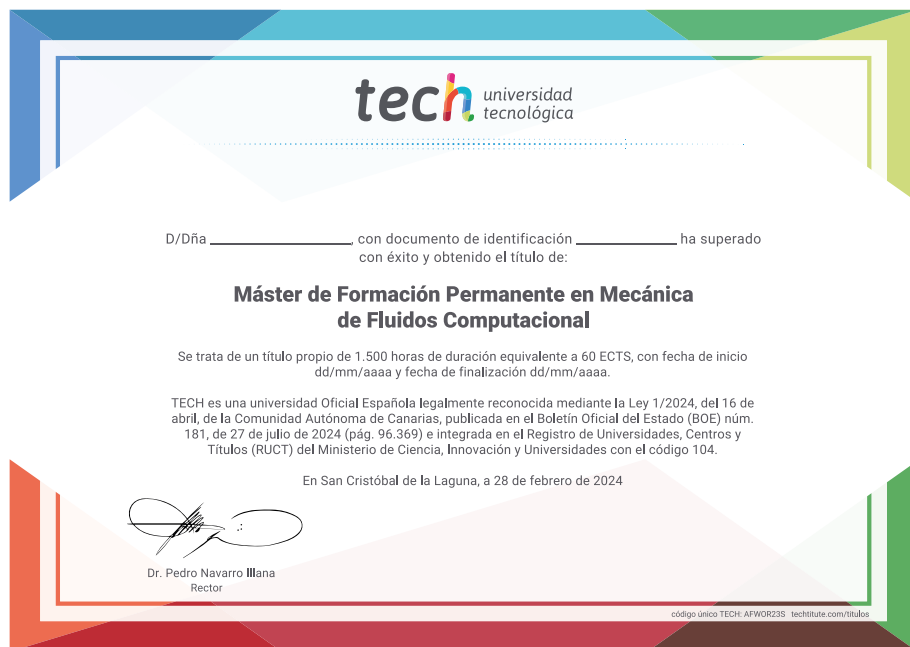 tech universidad
tecnológica
D/Dña ________________, con documento de identificación ____________ ha superado
con éxito y obtenido el título de:
Máster de Formación Permanente en Mecánica
de Fluidos Computacional
Se trata de un título propio de 1.500 horas de duración equivalente a 60 ECTS, con fecha de inicio
dd/mm/aaaa y fecha de finalización dd/mm/aaaa.
TECH es una universidad Oficial Española legalmente reconocida mediante la Ley 1/2024, del 16 de
abril, de la Comunidad Autónoma de Canarias, publicada en el Boletín Oficial del Estado (BOE) núm.
181, de 27 de julio de 2024 (pág. 96.369) e integrada en el Registro de Universidades, Centros y
Títulos (RUCT) del Ministerio de Ciencia, Innovación y Universidades con el código 104.
En San Cristóbal de la Laguna, a 28 de febrero de 2024
Dr. Pedro Navarro Illana
Rector
código único TECH: AFWOR23S techtitute.com/titulos